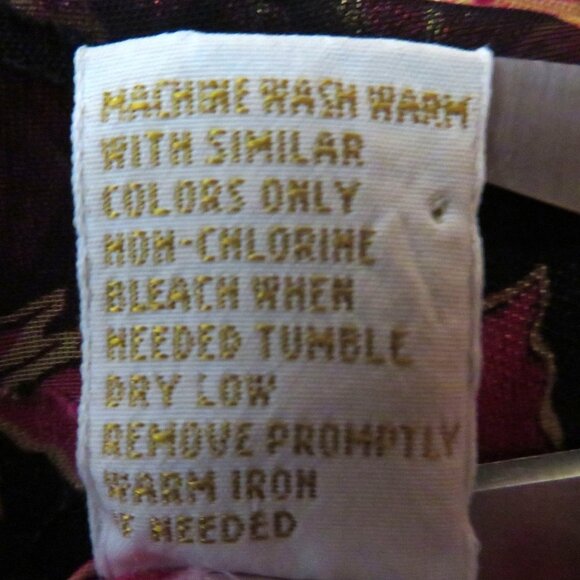 MACHINE WASH WARM
WITH SIMILAR
COLORS ONLY
NON-CHLORINE
BLEACH WHEN
NEEDED TUMBLE
DRY LOW
REMOVE PROMPTLY
WARM IRON
IF NEEDED